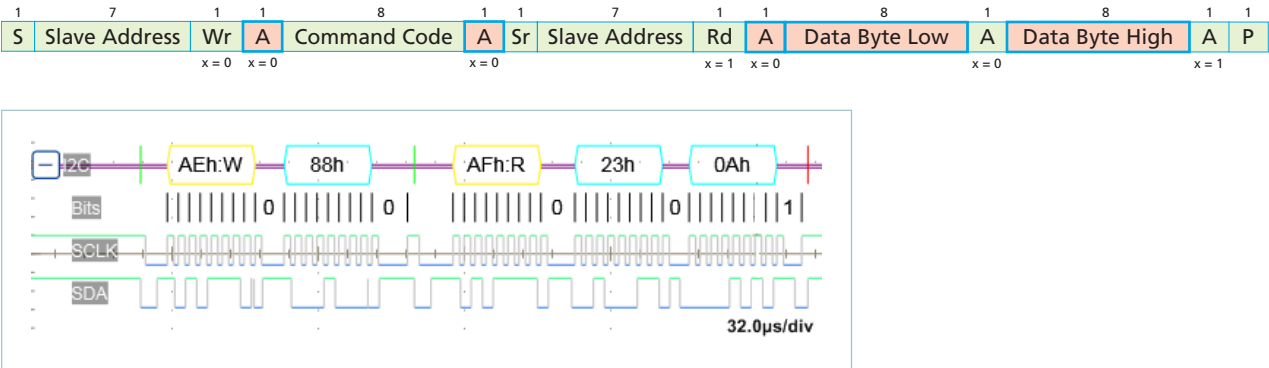 1 7 1 1 8 1 1 7 1 1 8 1 8 1 1
S Slave Address Wr A Command Code A Sr Slave Address Rd A Data Byte Low A Data Byte High A P
x = 0 x = 0 x = 0 x = 1 x = 0 x = 0 x = 1
I2C AEh:W 88h AFh:R 23h 0Ah
Bits 0 0 0 0 1
SCLK
SDA
32.0µs/div